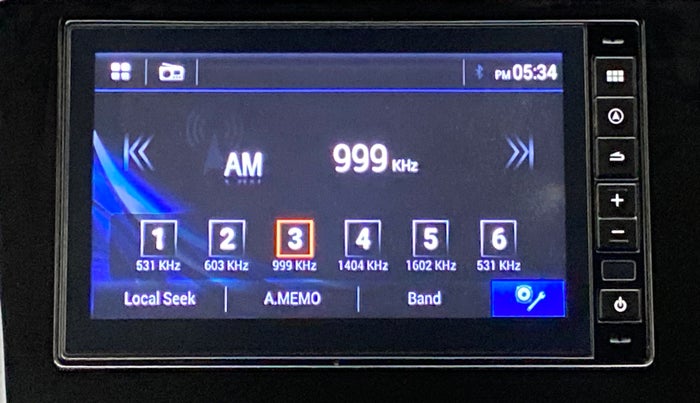 PM 05:34
AM 999 KHz
1 2 3 4 5 6
531 KHz 603 KHz 999 KHz 1404 KHz 1602 KHz 531 KHz
Local Seek A.MEMO Band